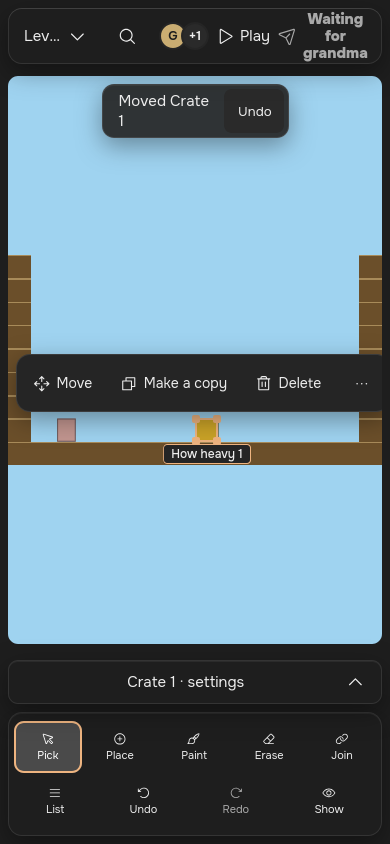 Lev...
G
+1
Play
Waiting
for
grandma
Moved Crate
1
Undo
Move
Make a copy
Delete
...
How heavy 1
Crate 1 · settings
Pick
Place
Paint
Erase
Join
List
Undo
Redo
Show